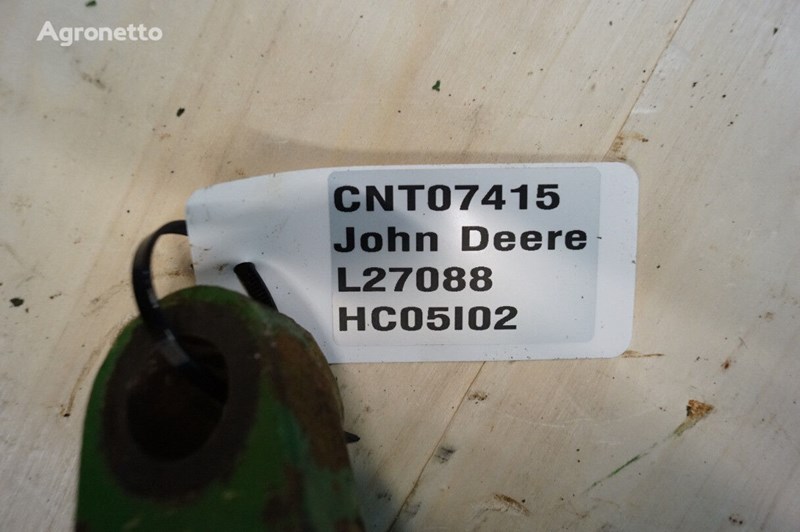 Agronetto
CNT07415
John Deere
L27088
HC05I02